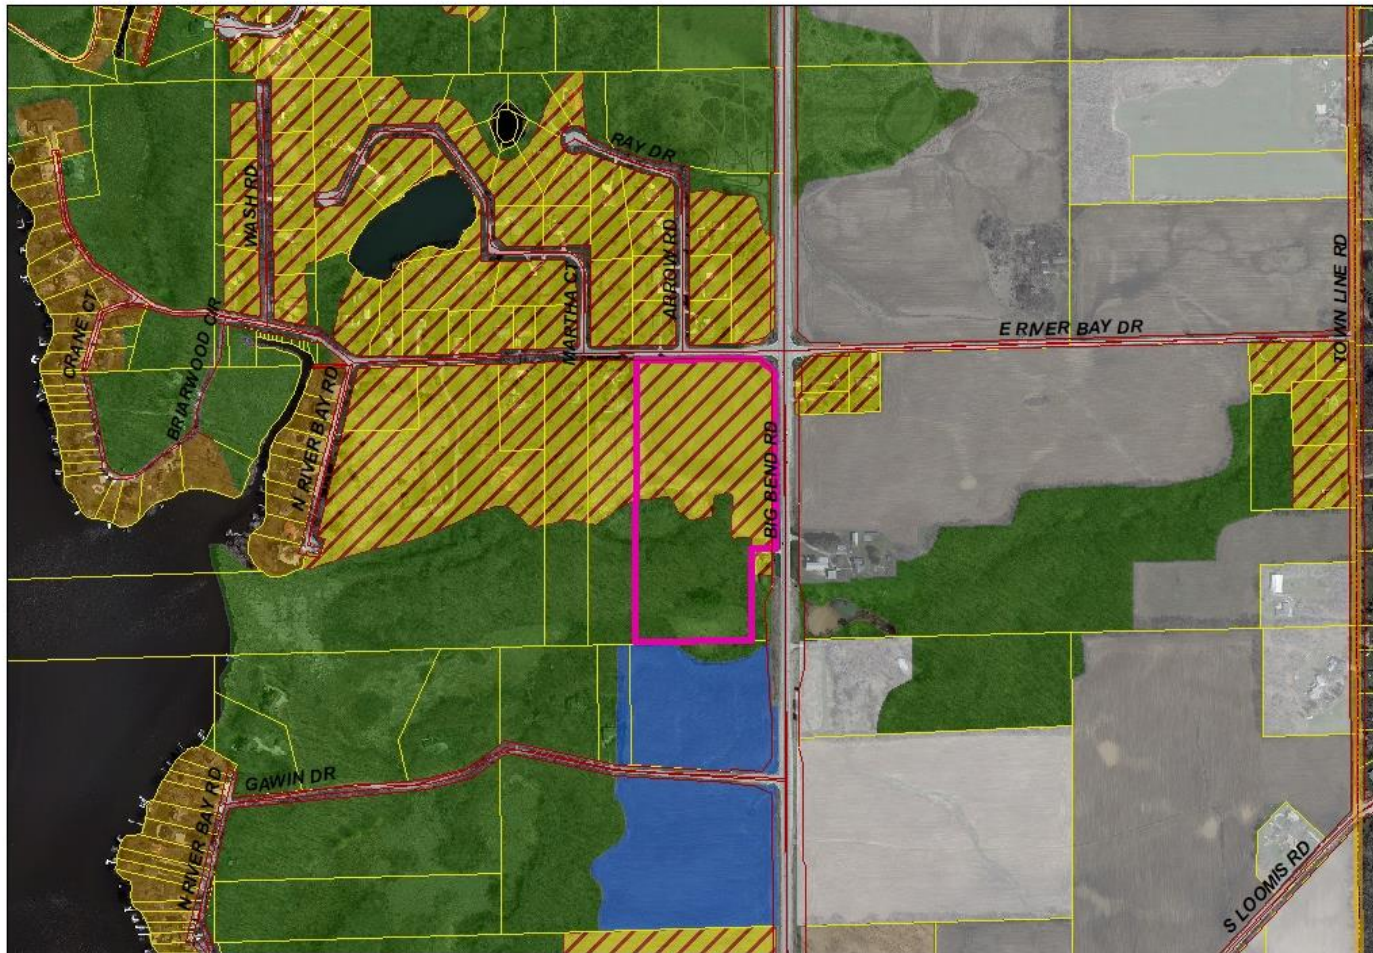 RAY DR
WASH RD
MARTHA CT
ARROW RD
CRANE CT
BRIARWOOD CIR
E RIVER BAY DR
TOWN LINE RD
N RIVER BAY RD
BIG BEND RD
GAWIN DR
N RIVER BAY RD
S LOOMIS RD